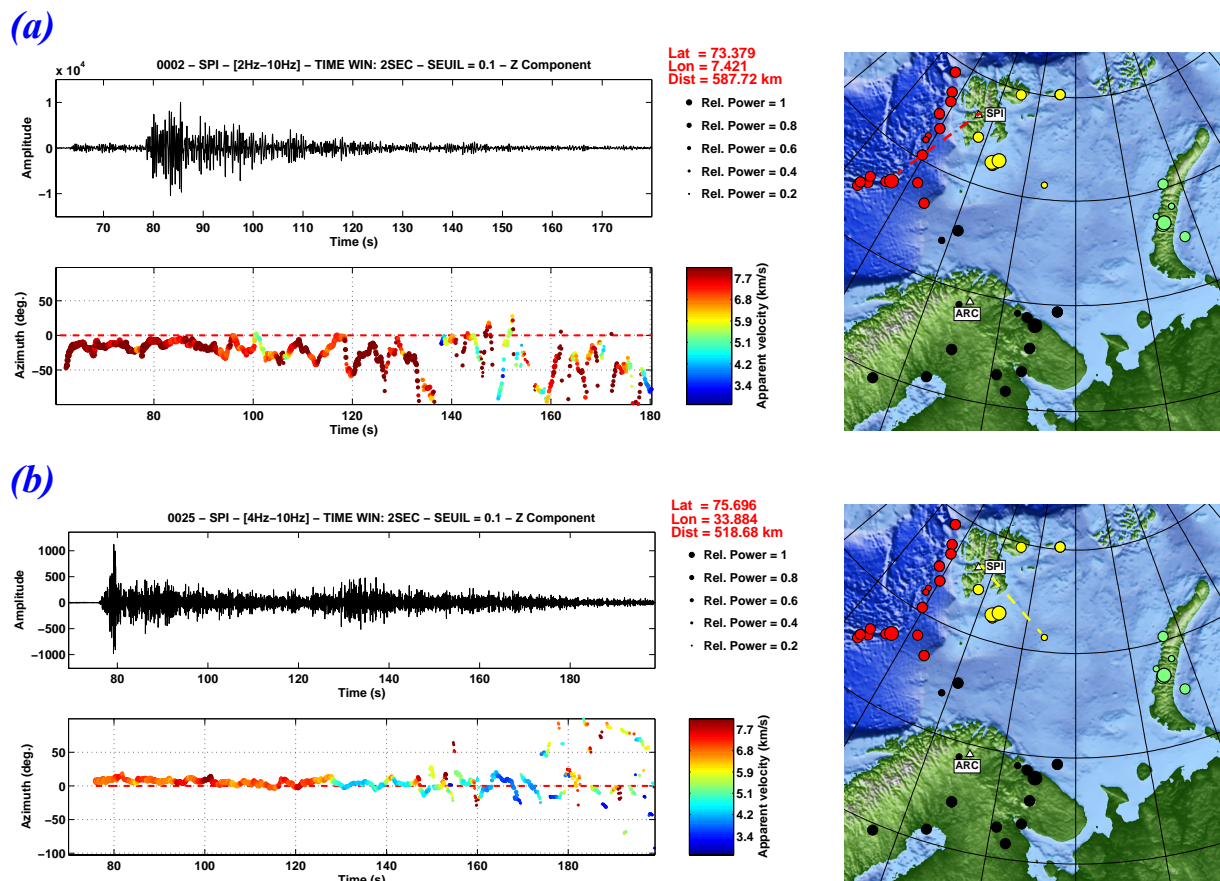 (a)
0002 – SPI – [2Hz–10Hz] – TIME WIN: 2SEC – SEUIL = 0.1 – Z Component
Lat = 73.379
Lon = 7.421
Dist = 587.72 km
x 10^4
1
0
−1
Amplitude
70 80 90 100 110 120 130 140 150 160 170
Time (s)
Rel. Power = 1
Rel. Power = 0.8
Rel. Power = 0.6
Rel. Power = 0.4
Rel. Power = 0.2
50
0
−50
Azimuth (deg.)
80 100 120 140 160 180
Time (s)
7.7
6.8
5.9
5.1
4.2
3.4
Apparent velocity (km/s)
SPI
ARC
(b)
0025 – SPI – [4Hz–10Hz] – TIME WIN: 2SEC – SEUIL = 0.1 – Z Component
Lat = 75.696
Lon = 33.884
Dist = 518.68 km
1000
500
0
−500
−1000
Amplitude
80 100 120 140 160 180
Time (s)
Rel. Power = 1
Rel. Power = 0.8
Rel. Power = 0.6
Rel. Power = 0.4
Rel. Power = 0.2
50
0
−50
−100
Azimuth (deg.)
80 100 120 140 160 180
Time (s)
7.7
6.8
5.9
5.1
4.2
3.4
Apparent velocity (km/s)
SPI
ARC